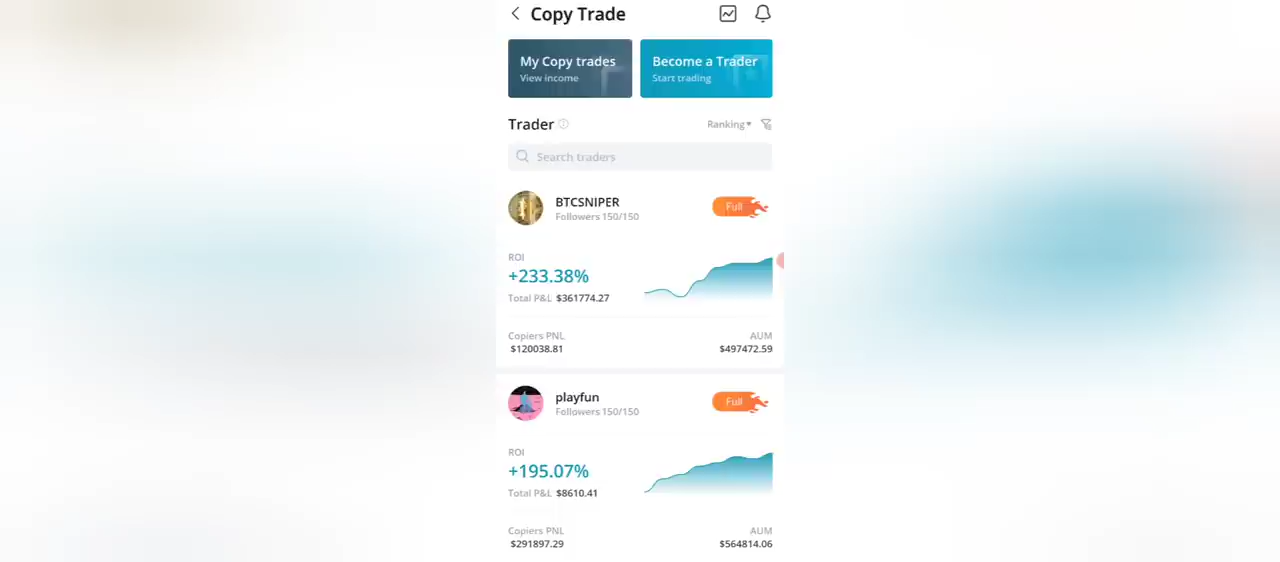 Copy Trade
My Copy trades
View income
Become a Trader
Start trading
Trader
Ranking
Search traders
BTCSNIPER
Followers 150/150
Full
ROI
+233.38%
Total P&L $361774.27
Copiers PNL
AUM
$120038.81
$497472.59
playfun
Followers 150/150
Full
ROI
+195.07%
Total P&L $8610.41
Copiers PNL
AUM
$291897.29
$564814.06